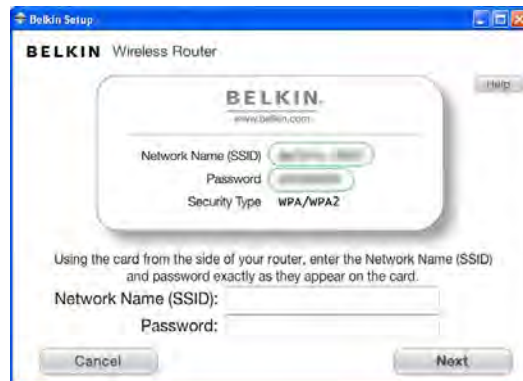 Belkin Setup
BELKIN Wireless Router
Help
BELKIN.
www.belkin.com
Network Name (SSID)
Password
Security Type WPA/WPA2
Using the card from the side of your router, enter the Network Name (SSID)
and password exactly as they appear on the card.
Network Name (SSID):
Password:
Cancel
Next